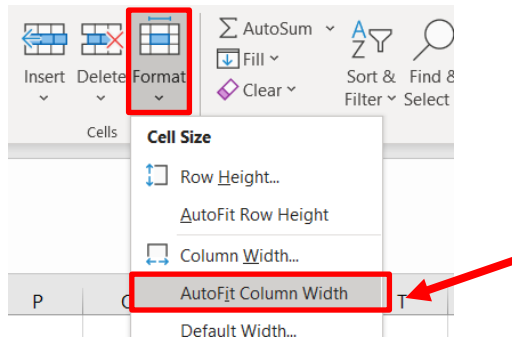 AutoSum
Fill
Clear
Insert Delete Format
Sort & Find &
Filter Select
Cells
Cell Size
Row Height...
AutoFit Row Height
Column Width...
AutoFit Column Width
Default Width...
P
T